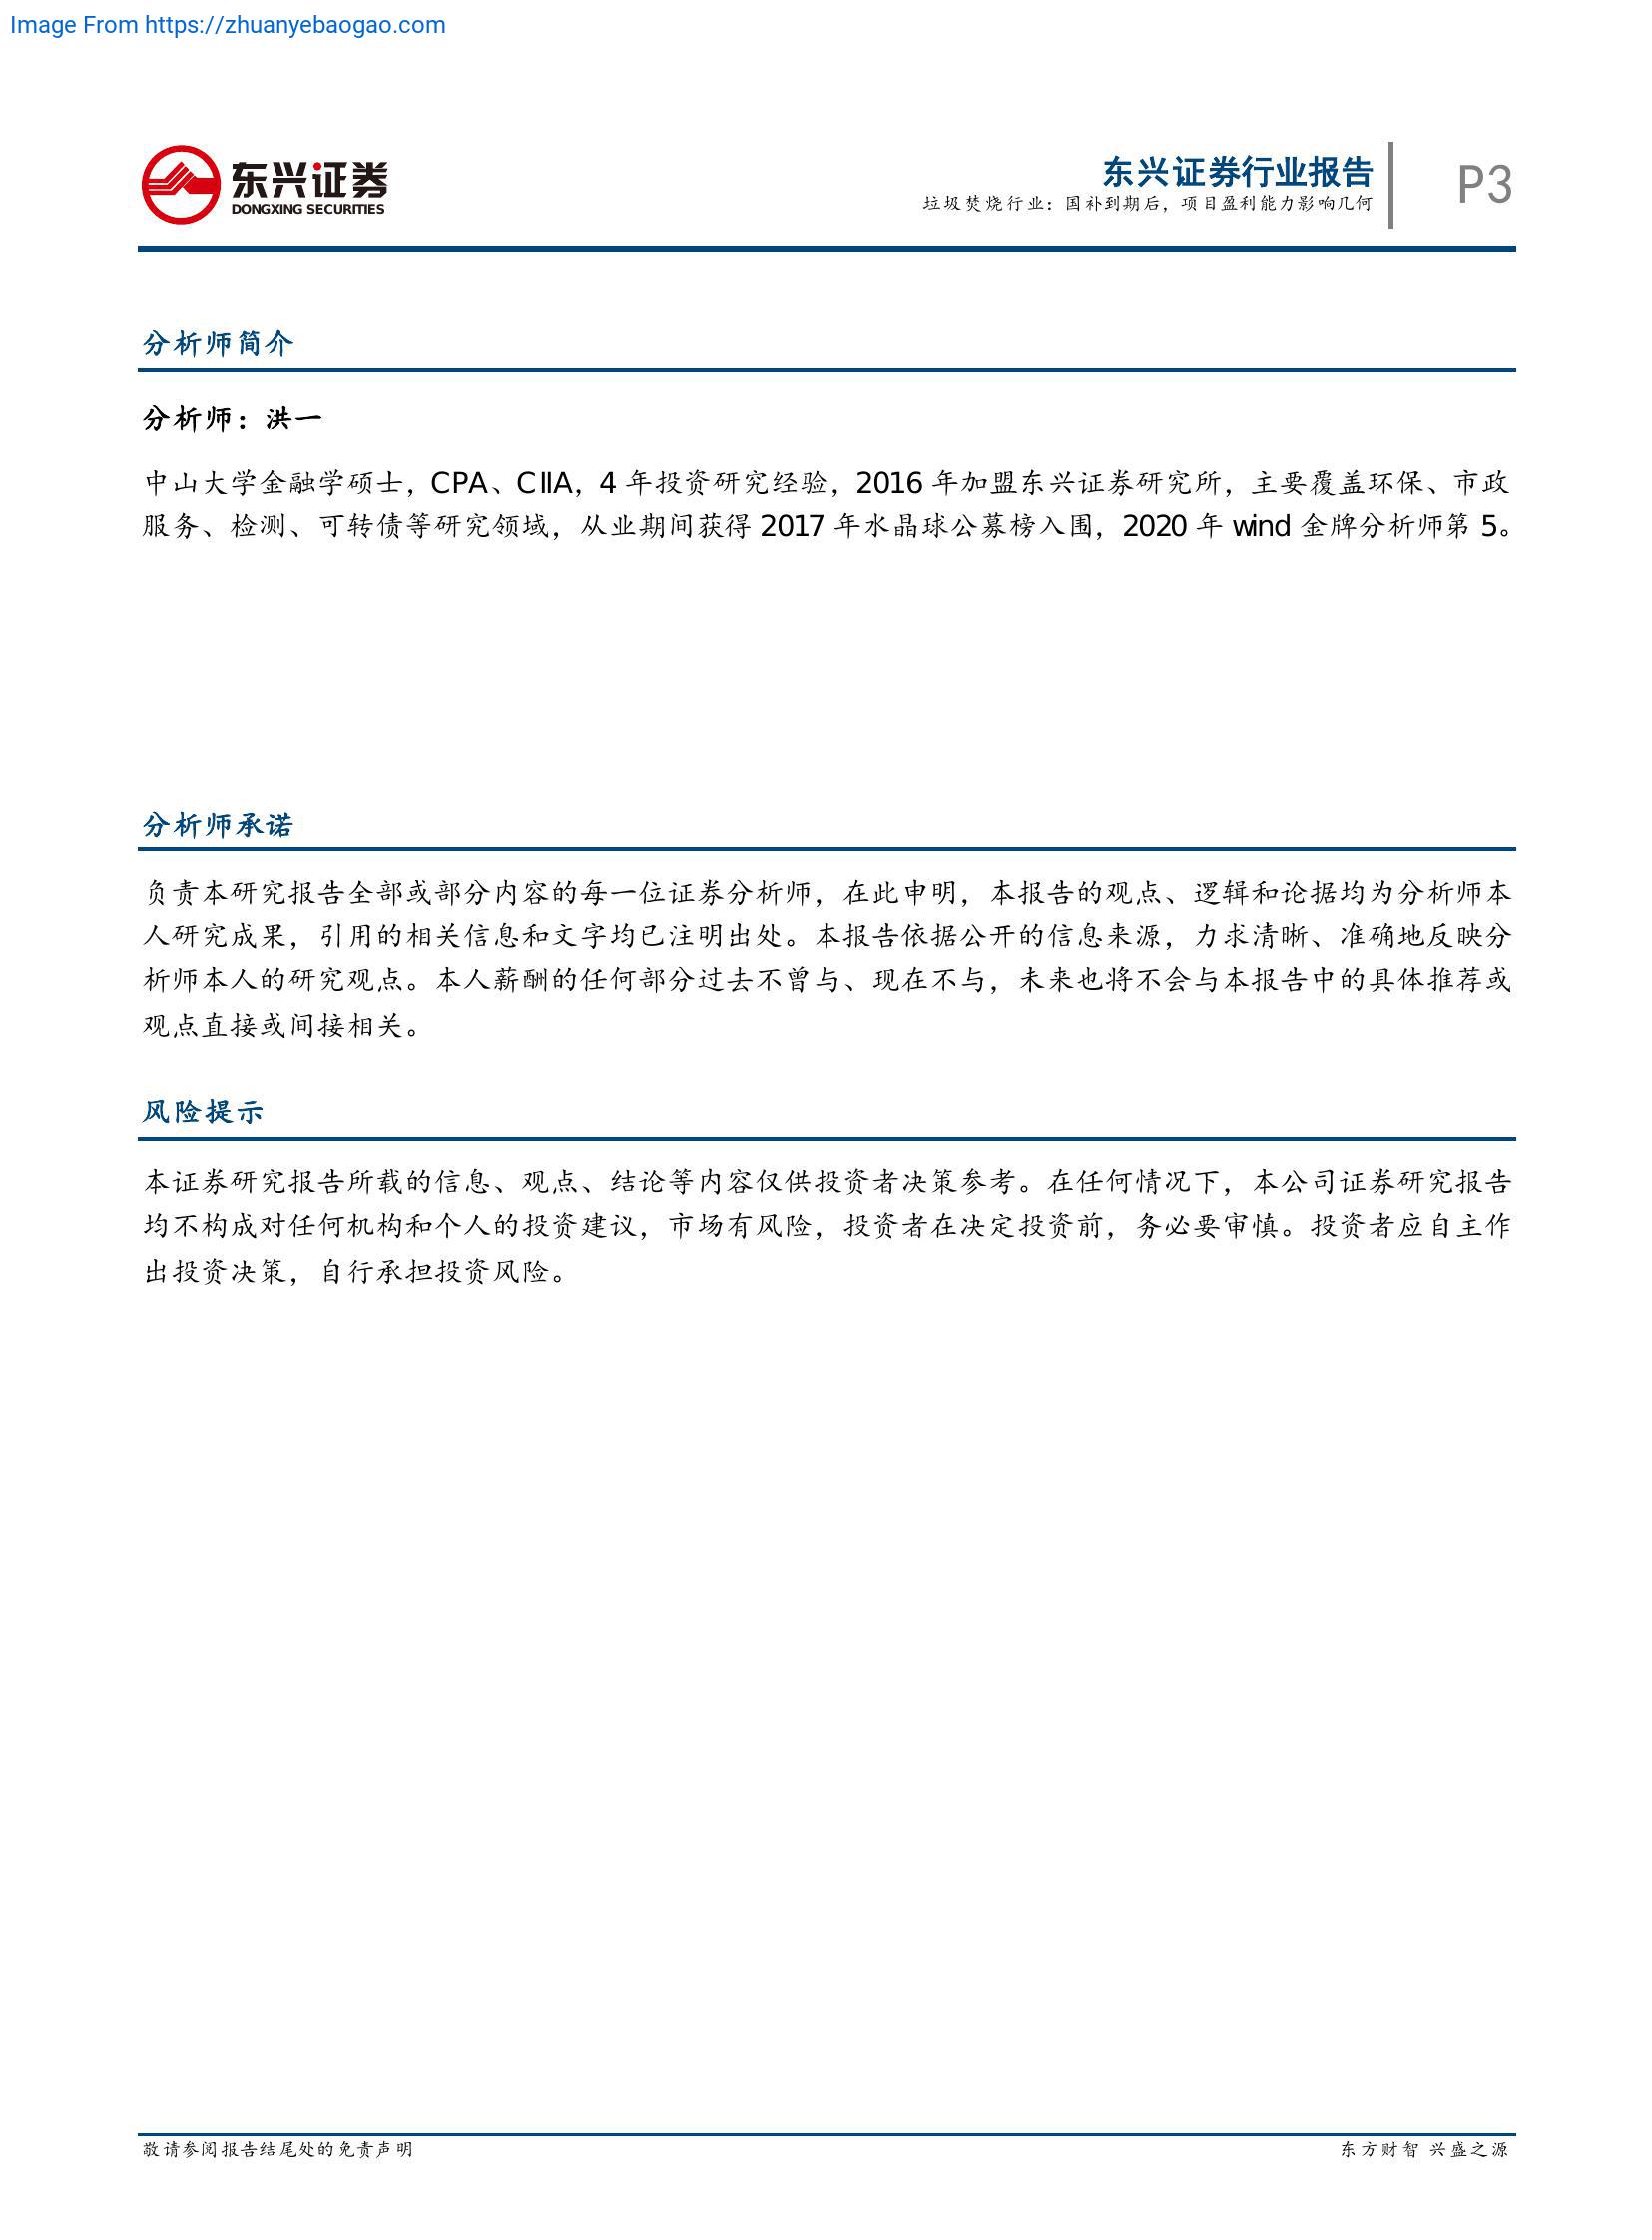 Image From https://zhuanyebaogao.com
东兴证券
DONGXING SECURITIES
东兴证券行业报告
垃圾焚烧行业：国补到期后，项目盈利能力影响几何
P3
分析师简介
分析师：洪一
中山大学金融学硕士，CPA、CIIA，4 年投资研究经验，2016 年加盟东兴证券研究所，主要覆盖环保、市政
服务、检测、可转债等研究领域，从业期间获得 2017 年水晶球公募榜入围，2020 年 wind 金牌分析师第 5。
分析师承诺
负责本研究报告全部或部分内容的每一位证券分析师，在此申明，本报告的观点、逻辑和论据均为分析师本
人研究成果，引用的相关信息和文字均已注明出处。本报告依据公开的信息来源，力求清晰、准确地反映分
析师本人的研究观点。本人薪酬的任何部分过去不曾与、现在不与，未来也将不会与本报告中的具体推荐或
观点直接或间接相关。
风险提示
本证券研究报告所载的信息、观点、结论等内容仅供投资者决策参考。在任何情况下，本公司证券研究报告
均不构成对任何机构和个人的投资建议，市场有风险，投资者在决定投资前，务必要审慎。投资者应自主作
出投资决策，自行承担投资风险。
敬请参阅报告结尾处的免责声明
东方财智 兴盛之源